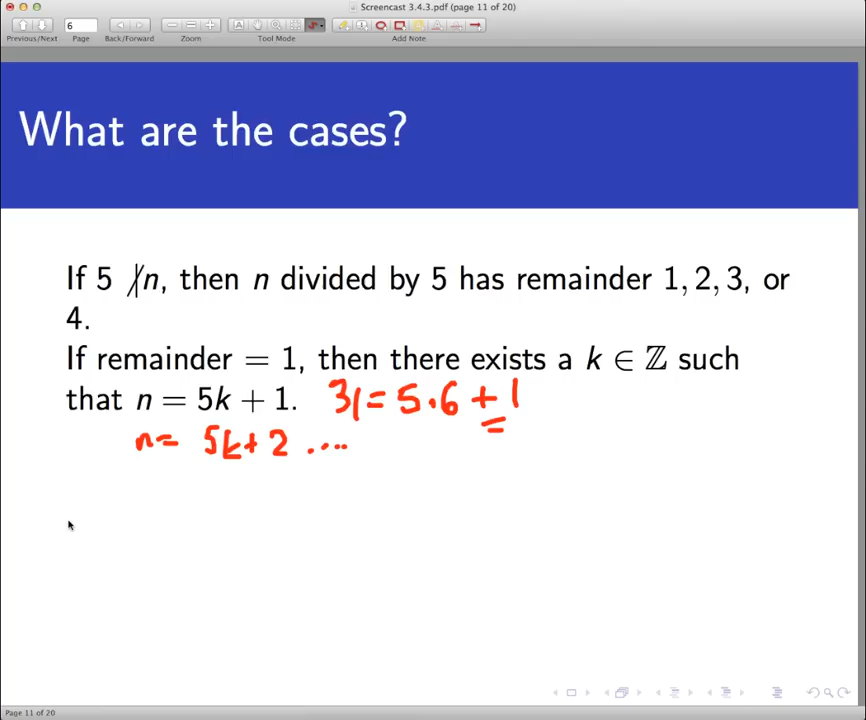 Screencast 3.4.3.pdf (page 11 of 20)
6
Previous/Next Page Back/Forward Zoom Tool Mode Add Note
What are the cases?
If 5 ∤ n, then n divided by 5 has remainder 1, 2, 3, or
4.
If remainder = 1, then there exists a k ∈ ℤ such
that n = 5k + 1. 31 = 5·6 + 1
n = 5k + 2 ....
Page 11 of 20